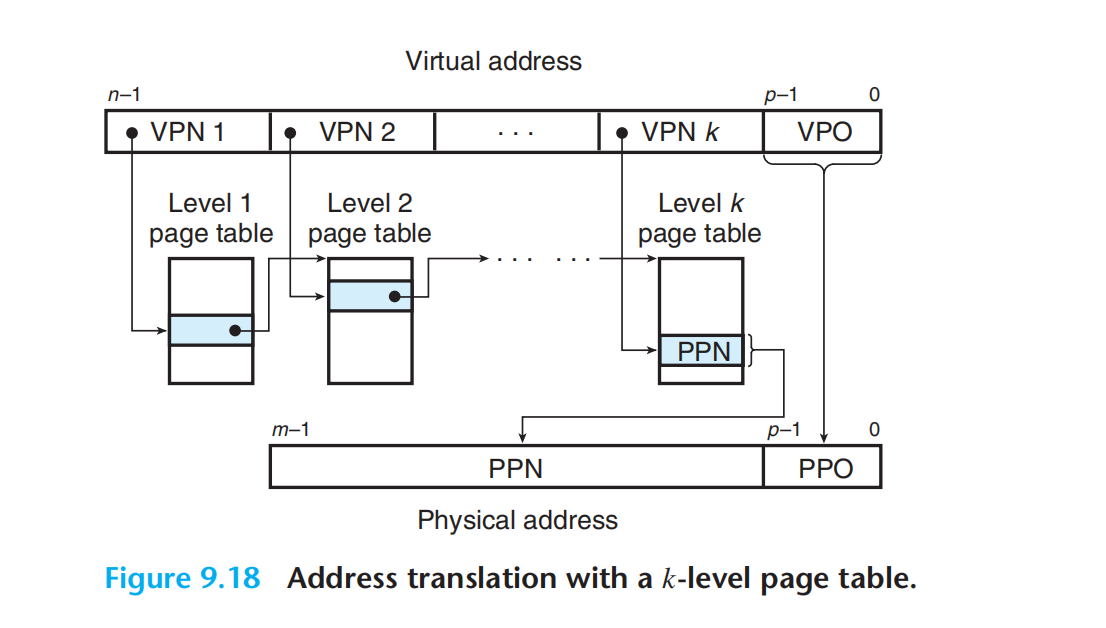 Virtual address
n–1 p–1 0
VPN 1 VPN 2 · · · VPN k VPO
Level 1 Level 2 Level k
page table page table page table
· · · · · ·
PPN
m–1 p–1 0
PPN PPO
Physical address
Figure 9.18 Address translation with a k-level page table.